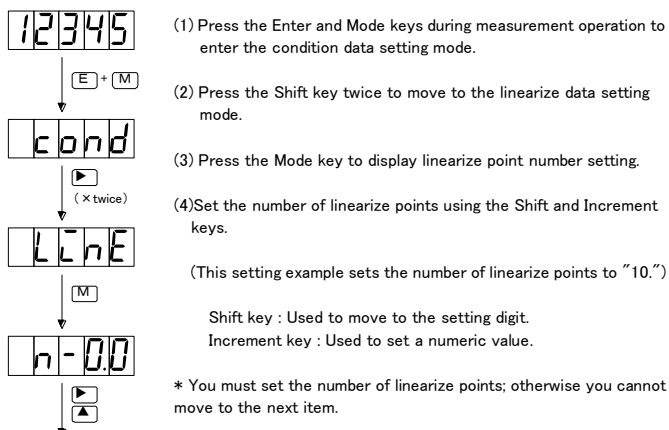 12345
(1) Press the Enter and Mode keys during measurement operation to
enter the condition data setting mode.
E + M
(2) Press the Shift key twice to move to the linearize data setting
mode.
cond
(3) Press the Mode key to display linearize point number setting.
(×twice)
(4)Set the number of linearize points using the Shift and Increment
keys.
LinE
(This setting example sets the number of linearize points to "10.")
M
Shift key : Used to move to the setting digit.
Increment key : Used to set a numeric value.
n-0.0
* You must set the number of linearize points; otherwise you cannot
move to the next item.